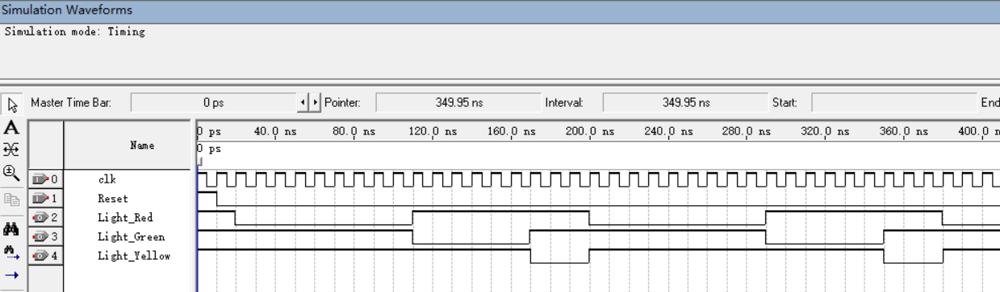 Simulation Waveforms
Simulation mode: Timing
Master Time Bar: 0 ps Pointer: 349.95 ns Interval: 349.95 ns Start: End
A
Name
0 ps 40.0 ns 80.0 ns 120.0 ns 160.0 ns 200.0 ns 240.0 ns 280.0 ns 320.0 ns 360.0 ns 400.0 n
0 ps
0 clk
1 Reset
2 Light_Red
3 Light_Green
4 Light_Yellow